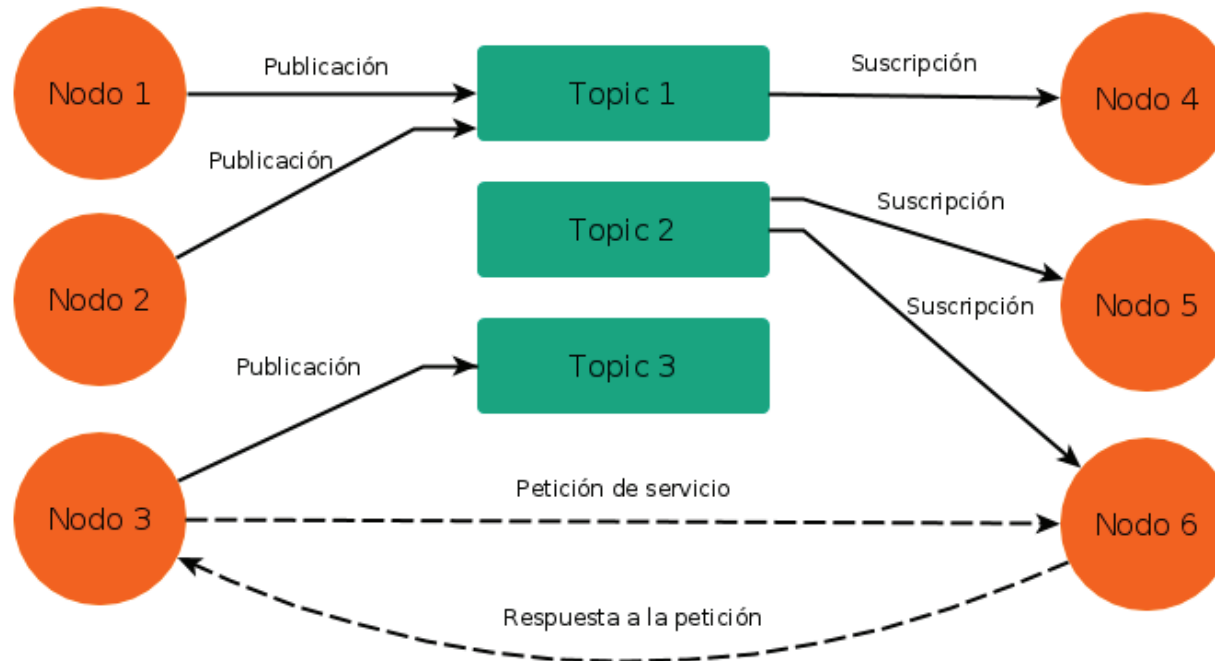 Nodo 1
Publicación
Topic 1
Suscripción
Nodo 4
Publicación
Nodo 2
Topic 2
Suscripción
Nodo 5
Suscripción
Publicación
Topic 3
Nodo 3
Petición de servicio
Nodo 6
Respuesta a la petición